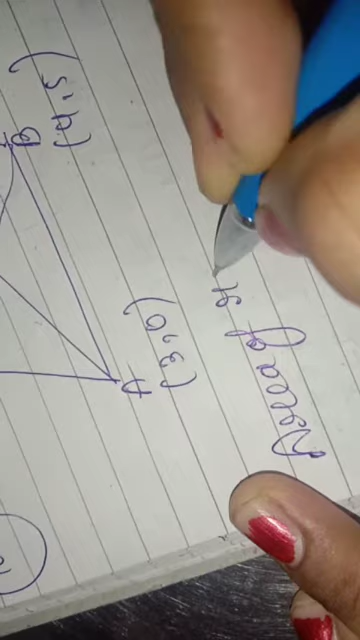 Area of
A (3,0)
B (4,5)